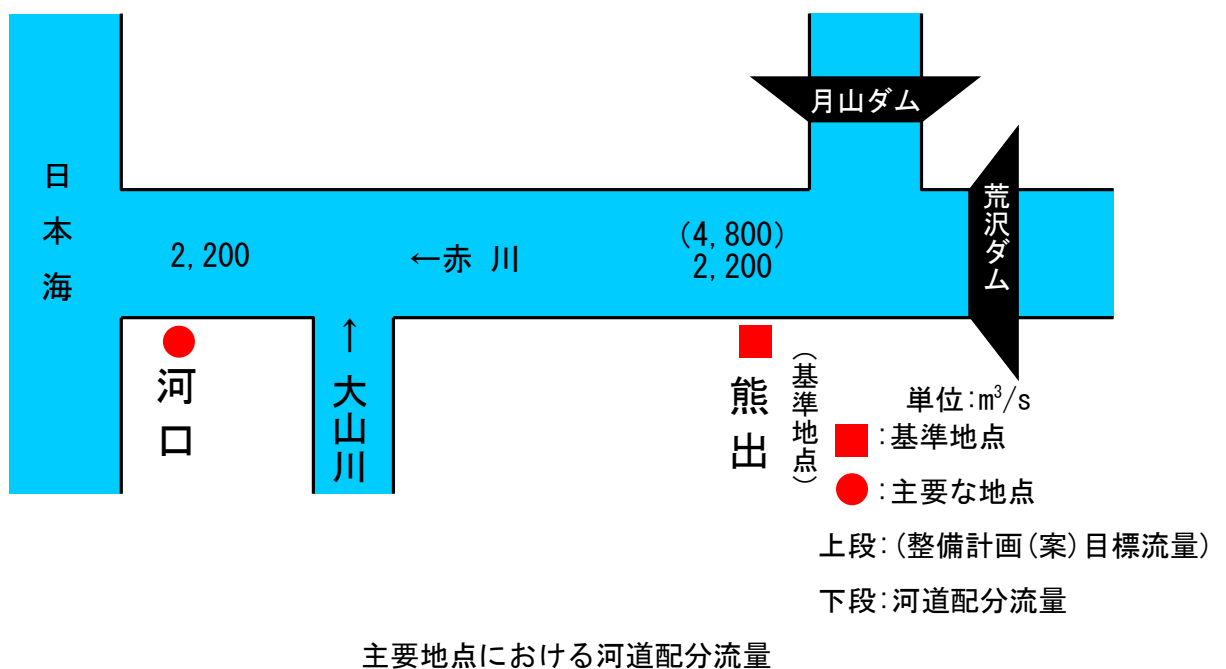 月山ダム
荒沢ダム
日本海
2,200
←赤 川
(4,800)
2,200
河口
↑大山川
熊出
(基準地点)
単位:m³/s
:基準地点
:主要な地点
上段:(整備計画(案)目標流量)
下段:河道配分流量
主要地点における河道配分流量